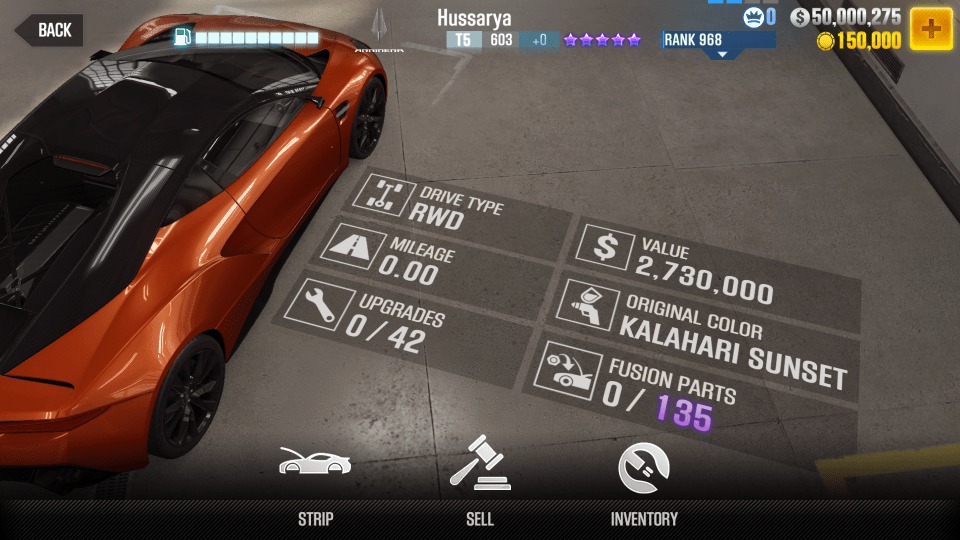 BACK
Hussarya
T5 603 +0
RANK 968
0
50,000,275
150,000
DRIVE TYPE
RWD
MILEAGE
0.00
UPGRADES
0/42
VALUE
2,730,000
ORIGINAL COLOR
KALAHARI SUNSET
FUSION PARTS
0/135
STRIP
SELL
INVENTORY